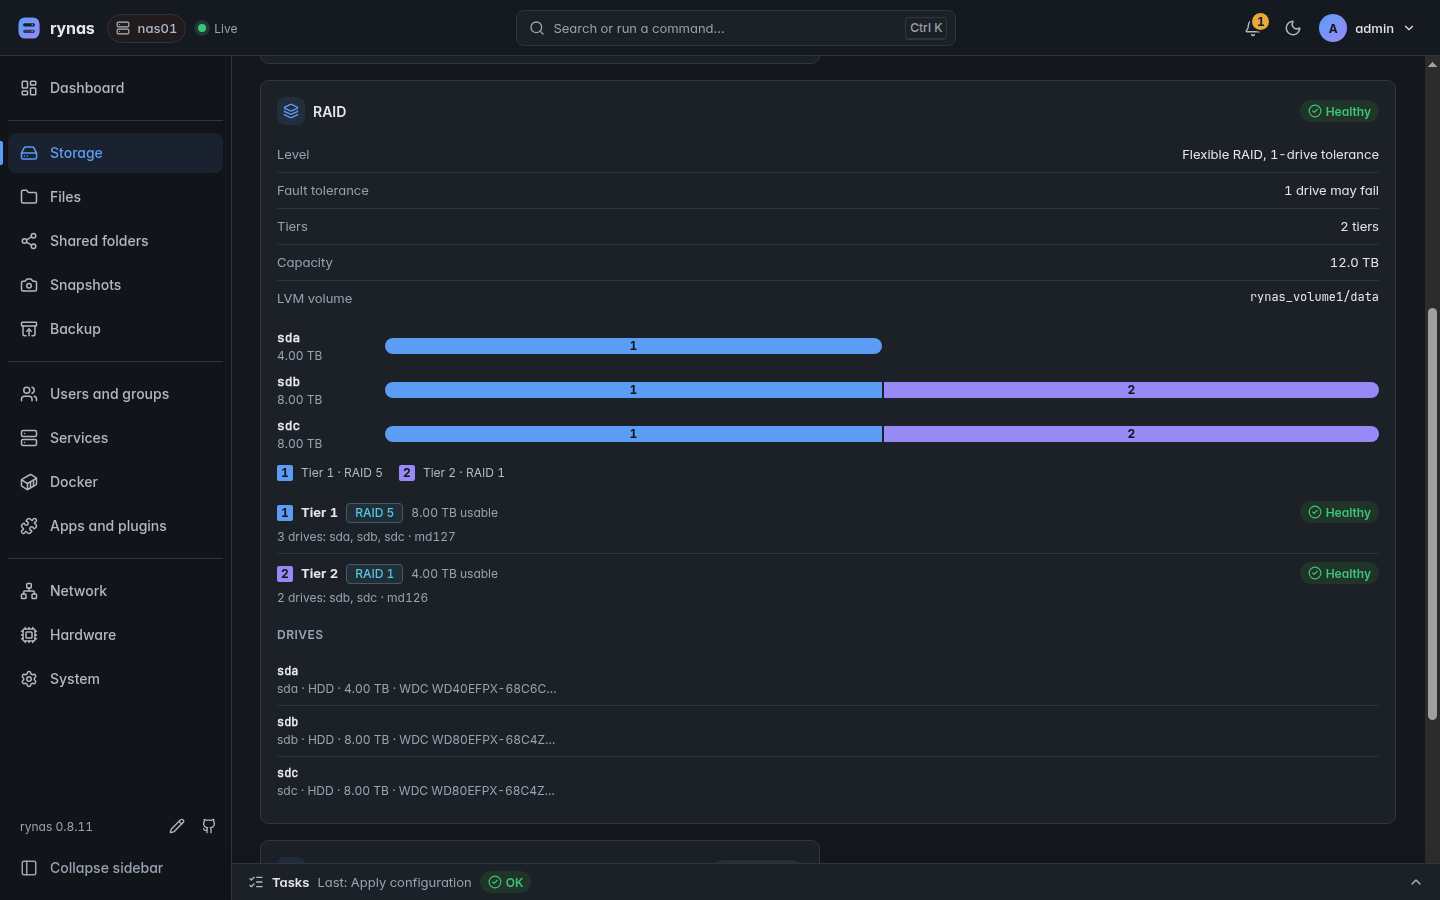 rynas
nas01
Live
Search or run a command...
Ctrl K
1
A
admin
Dashboard
Storage
Files
Shared folders
Snapshots
Backup
Users and groups
Services
Docker
Apps and plugins
Network
Hardware
System
rynas 0.8.11
Collapse sidebar
RAID
Healthy
Level
Flexible RAID, 1-drive tolerance
Fault tolerance
1 drive may fail
Tiers
2 tiers
Capacity
12.0 TB
LVM volume
rynas_volume1/data
sda
4.00 TB
1
sdb
8.00 TB
1
2
sdc
8.00 TB
1
2
1 Tier 1 · RAID 5
2 Tier 2 · RAID 1
1 Tier 1 RAID 5 8.00 TB usable
Healthy
3 drives: sda, sdb, sdc · md127
2 Tier 2 RAID 1 4.00 TB usable
Healthy
2 drives: sdb, sdc · md126
DRIVES
sda
sda · HDD · 4.00 TB · WDC WD40EFPX-68C6C...
sdb
sdb · HDD · 8.00 TB · WDC WD80EFPX-68C4Z...
sdc
sdc · HDD · 8.00 TB · WDC WD80EFPX-68C4Z...
Tasks Last: Apply configuration OK